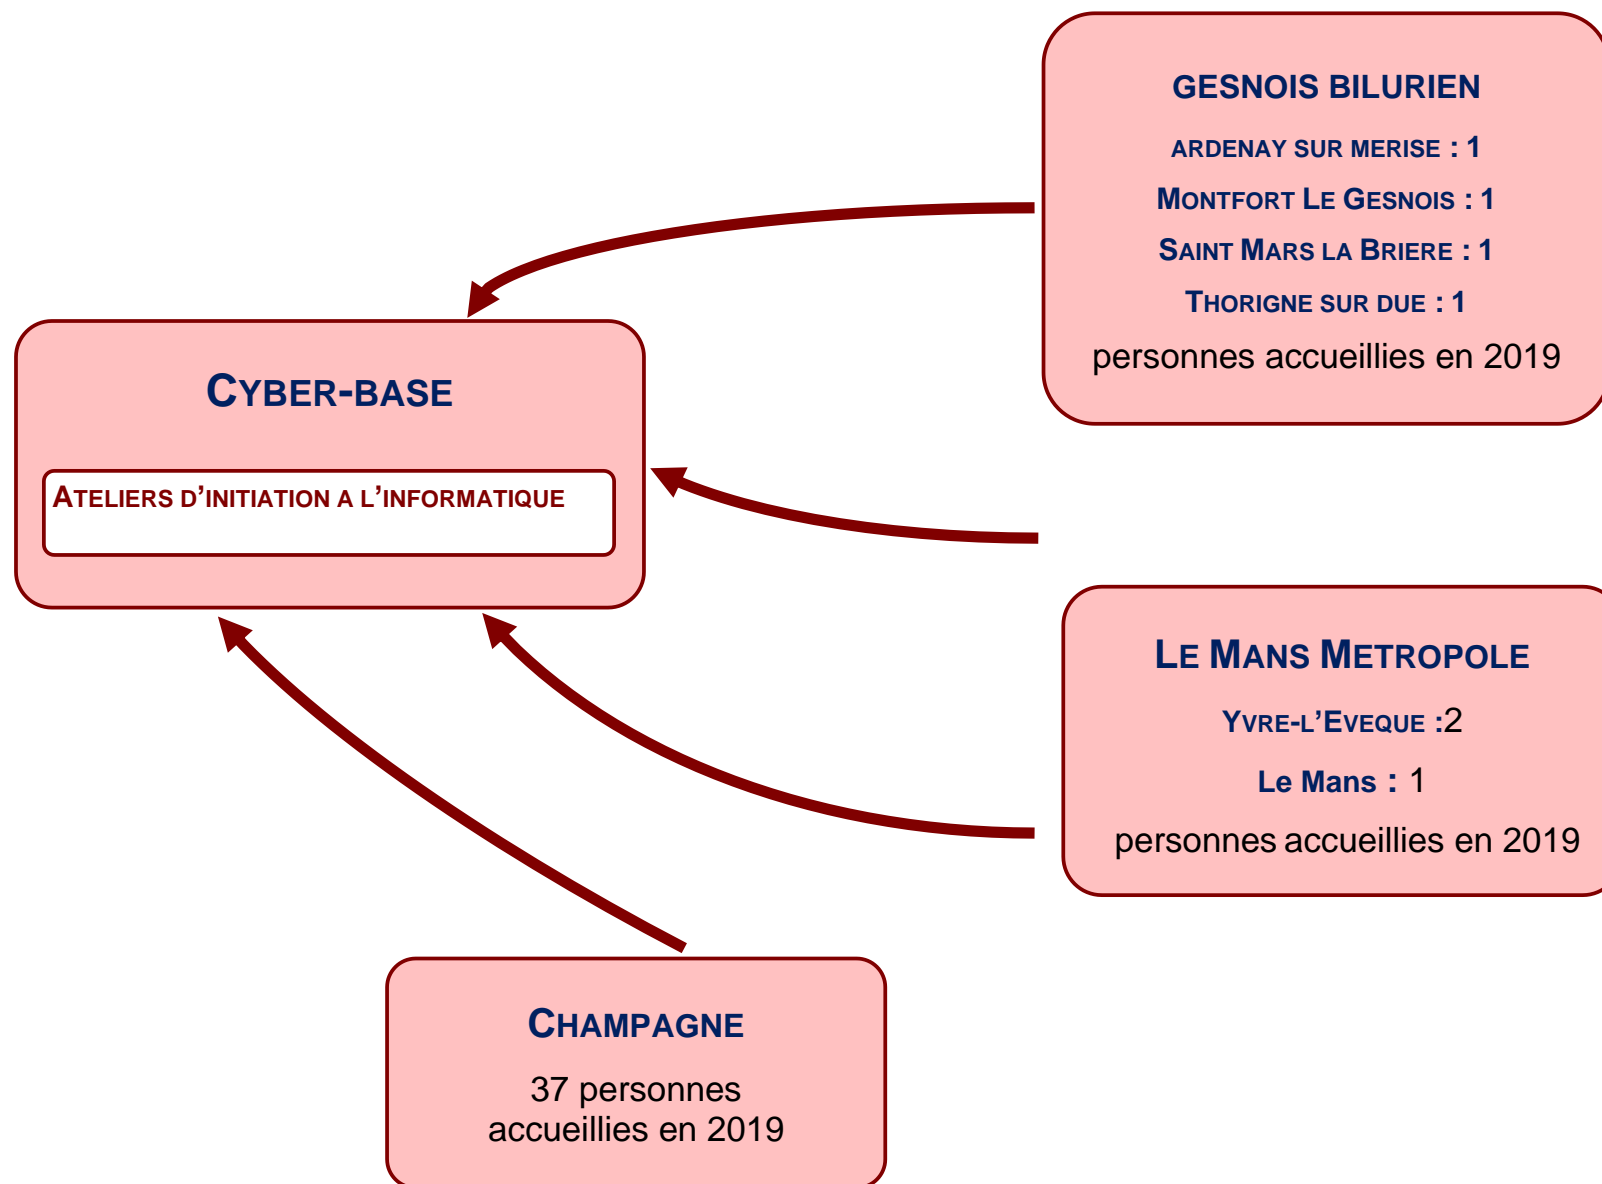 GESNOIS BILURIEN
ARDENAY SUR MERISE : 1
MONTFORT LE GESNOIS : 1
SAINT MARS LA BRIERE : 1
THORIGNE SUR DUE : 1
personnes accueillies en 2019
CYBER-BASE
ATELIERS D’INITIATION A L’INFORMATIQUE
LE MANS METROPOLE
YVRE-L’EVEQUE :2
Le Mans : 1
personnes accueillies en 2019
CHAMPAGNE
37 personnes
accueillies en 2019